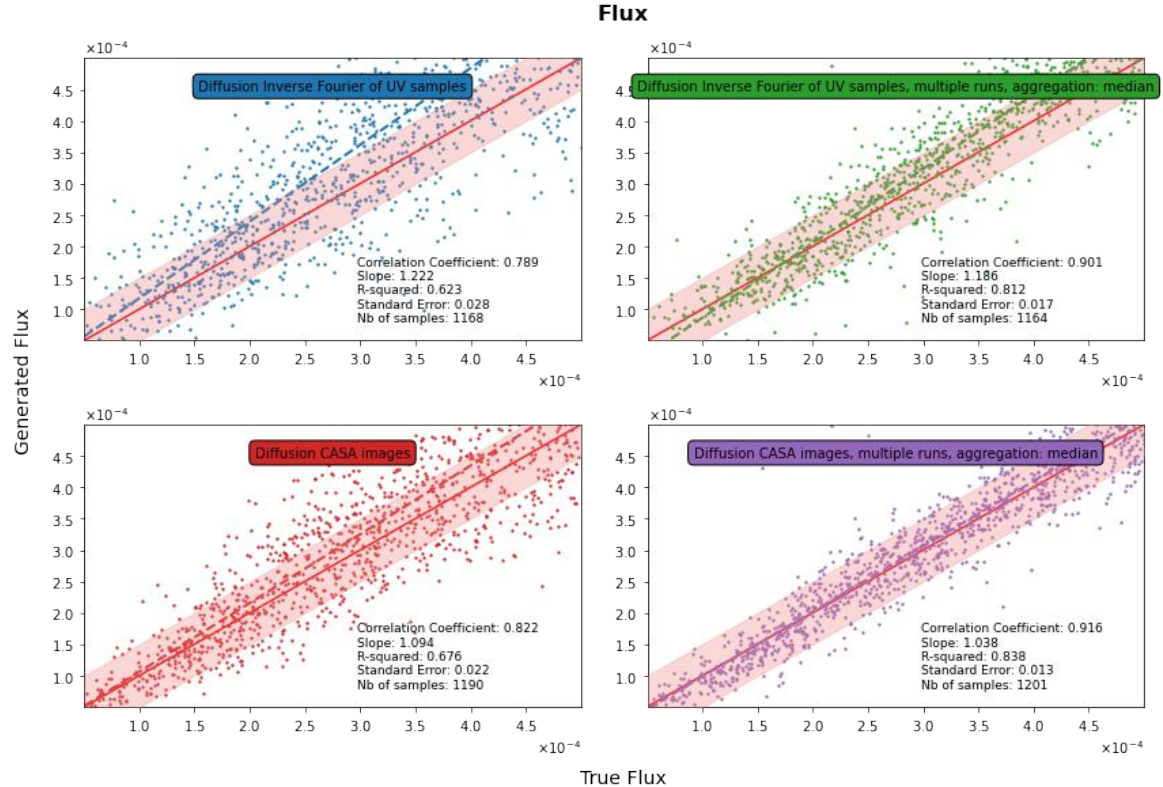 Flux
×10⁻⁴
Diffusion Inverse Fourier of UV samples
4.5
4.0
3.5
3.0
2.5
2.0
1.5
1.0
Correlation Coefficient: 0.789
Slope: 1.222
R-squared: 0.623
Standard Error: 0.028
Nb of samples: 1168
1.0 1.5 2.0 2.5 3.0 3.5 4.0 4.5
×10⁻⁴
×10⁻⁴
Diffusion Inverse Fourier of UV samples, multiple runs, aggregation: median
4.5
4.0
3.5
3.0
2.5
2.0
1.5
1.0
Correlation Coefficient: 0.901
Slope: 1.186
R-squared: 0.812
Standard Error: 0.017
Nb of samples: 1164
1.0 1.5 2.0 2.5 3.0 3.5 4.0 4.5
×10⁻⁴
Generated Flux
×10⁻⁴
Diffusion CASA images
4.5
4.0
3.5
3.0
2.5
2.0
1.5
1.0
Correlation Coefficient: 0.822
Slope: 1.094
R-squared: 0.676
Standard Error: 0.022
Nb of samples: 1190
1.0 1.5 2.0 2.5 3.0 3.5 4.0 4.5
×10⁻⁴
×10⁻⁴
Diffusion CASA images, multiple runs, aggregation: median
4.5
4.0
3.5
3.0
2.5
2.0
1.5
1.0
Correlation Coefficient: 0.916
Slope: 1.038
R-squared: 0.838
Standard Error: 0.013
Nb of samples: 1201
1.0 1.5 2.0 2.5 3.0 3.5 4.0 4.5
×10⁻⁴
True Flux